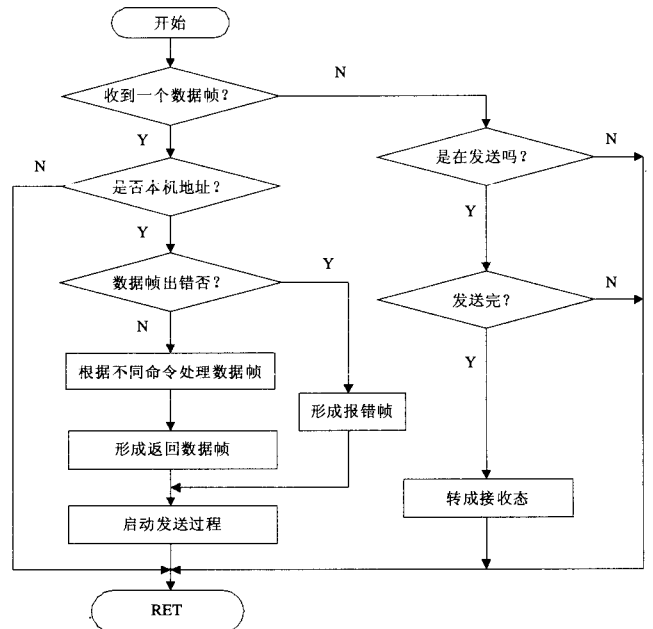 开始
收到一个数据帧？
N
Y
是在发送吗？
N
N
是否本机地址？
Y
Y
数据帧出错否？
Y
发送完？
N
N
Y
根据不同命令处理数据帧
形成报错帧
形成返回数据帧
转成接收态
启动发送过程
RET